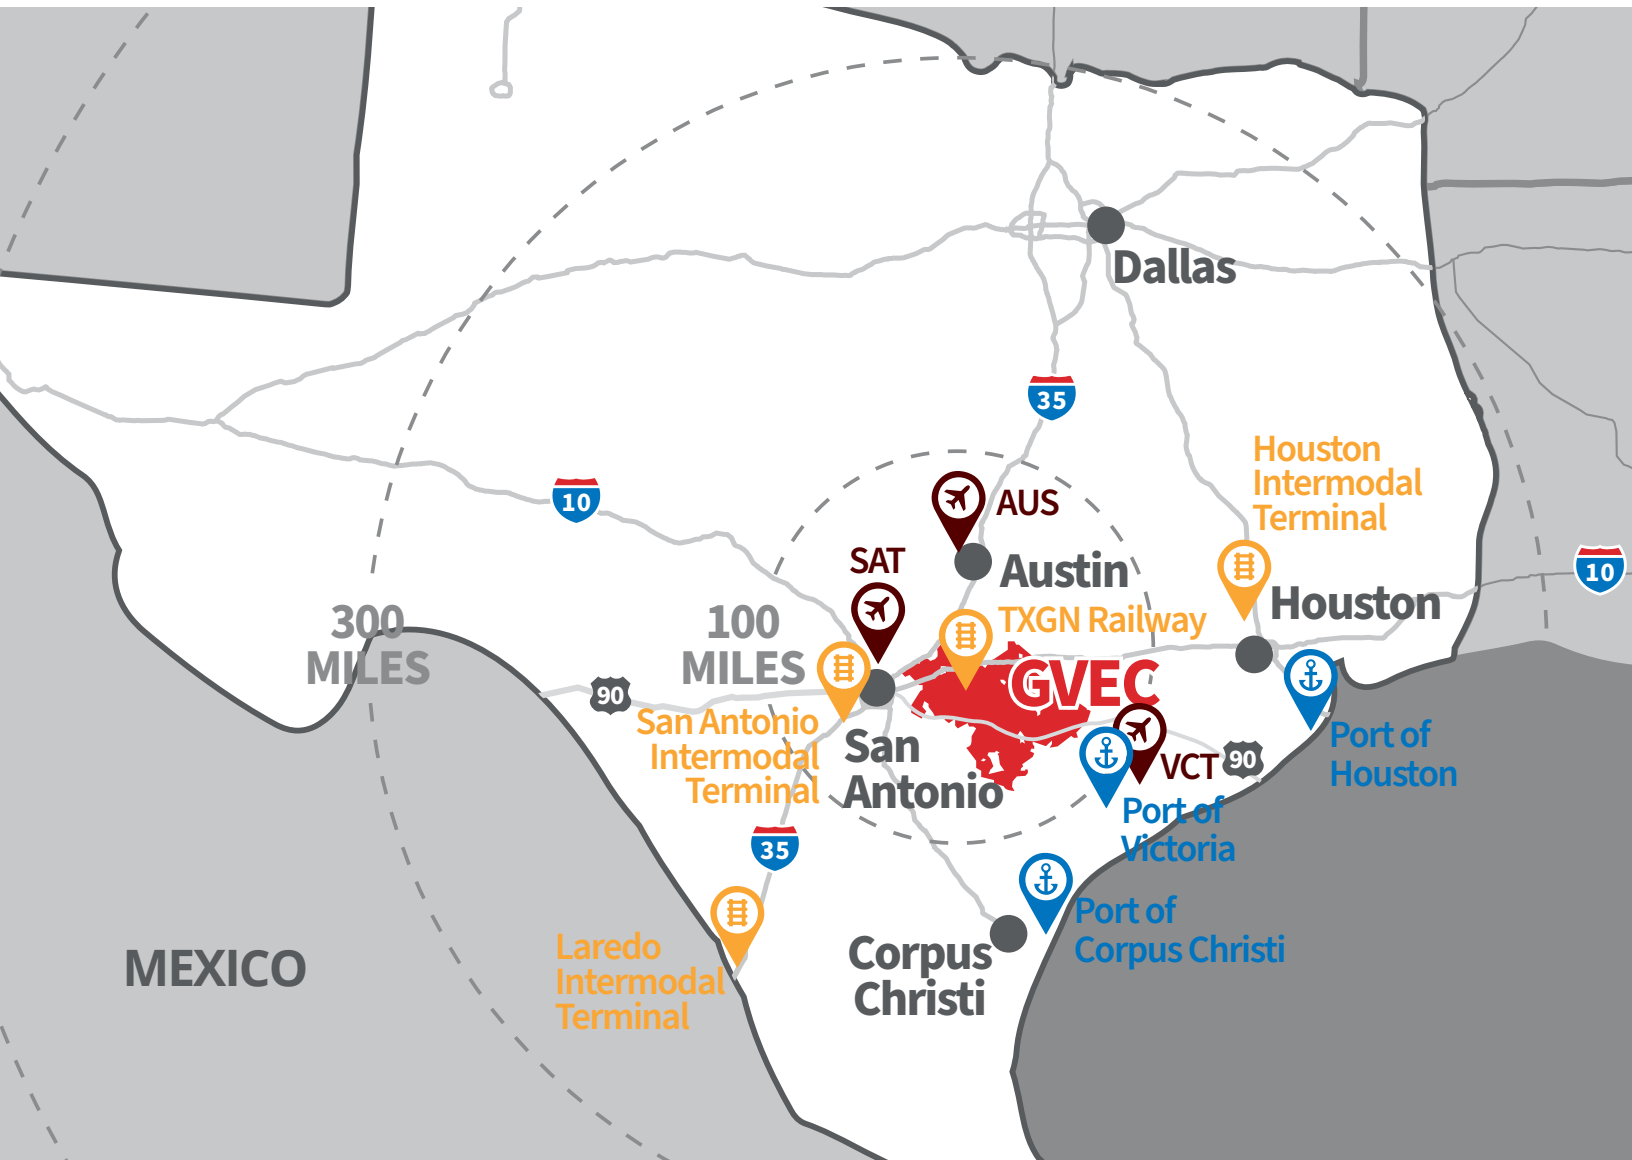 Dallas
35
Houston
Intermodal
Terminal
10
AUS
SAT
Austin
10
TXGN Railway
Houston
300
MILES
100
MILES
GVEC
90
San Antonio
Intermodal
Terminal
San
Antonio
VCT
90
Port of
Houston
Port of
Victoria
35
Port of
Corpus Christi
Corpus
Christi
Laredo
Intermodal
Terminal
MEXICO